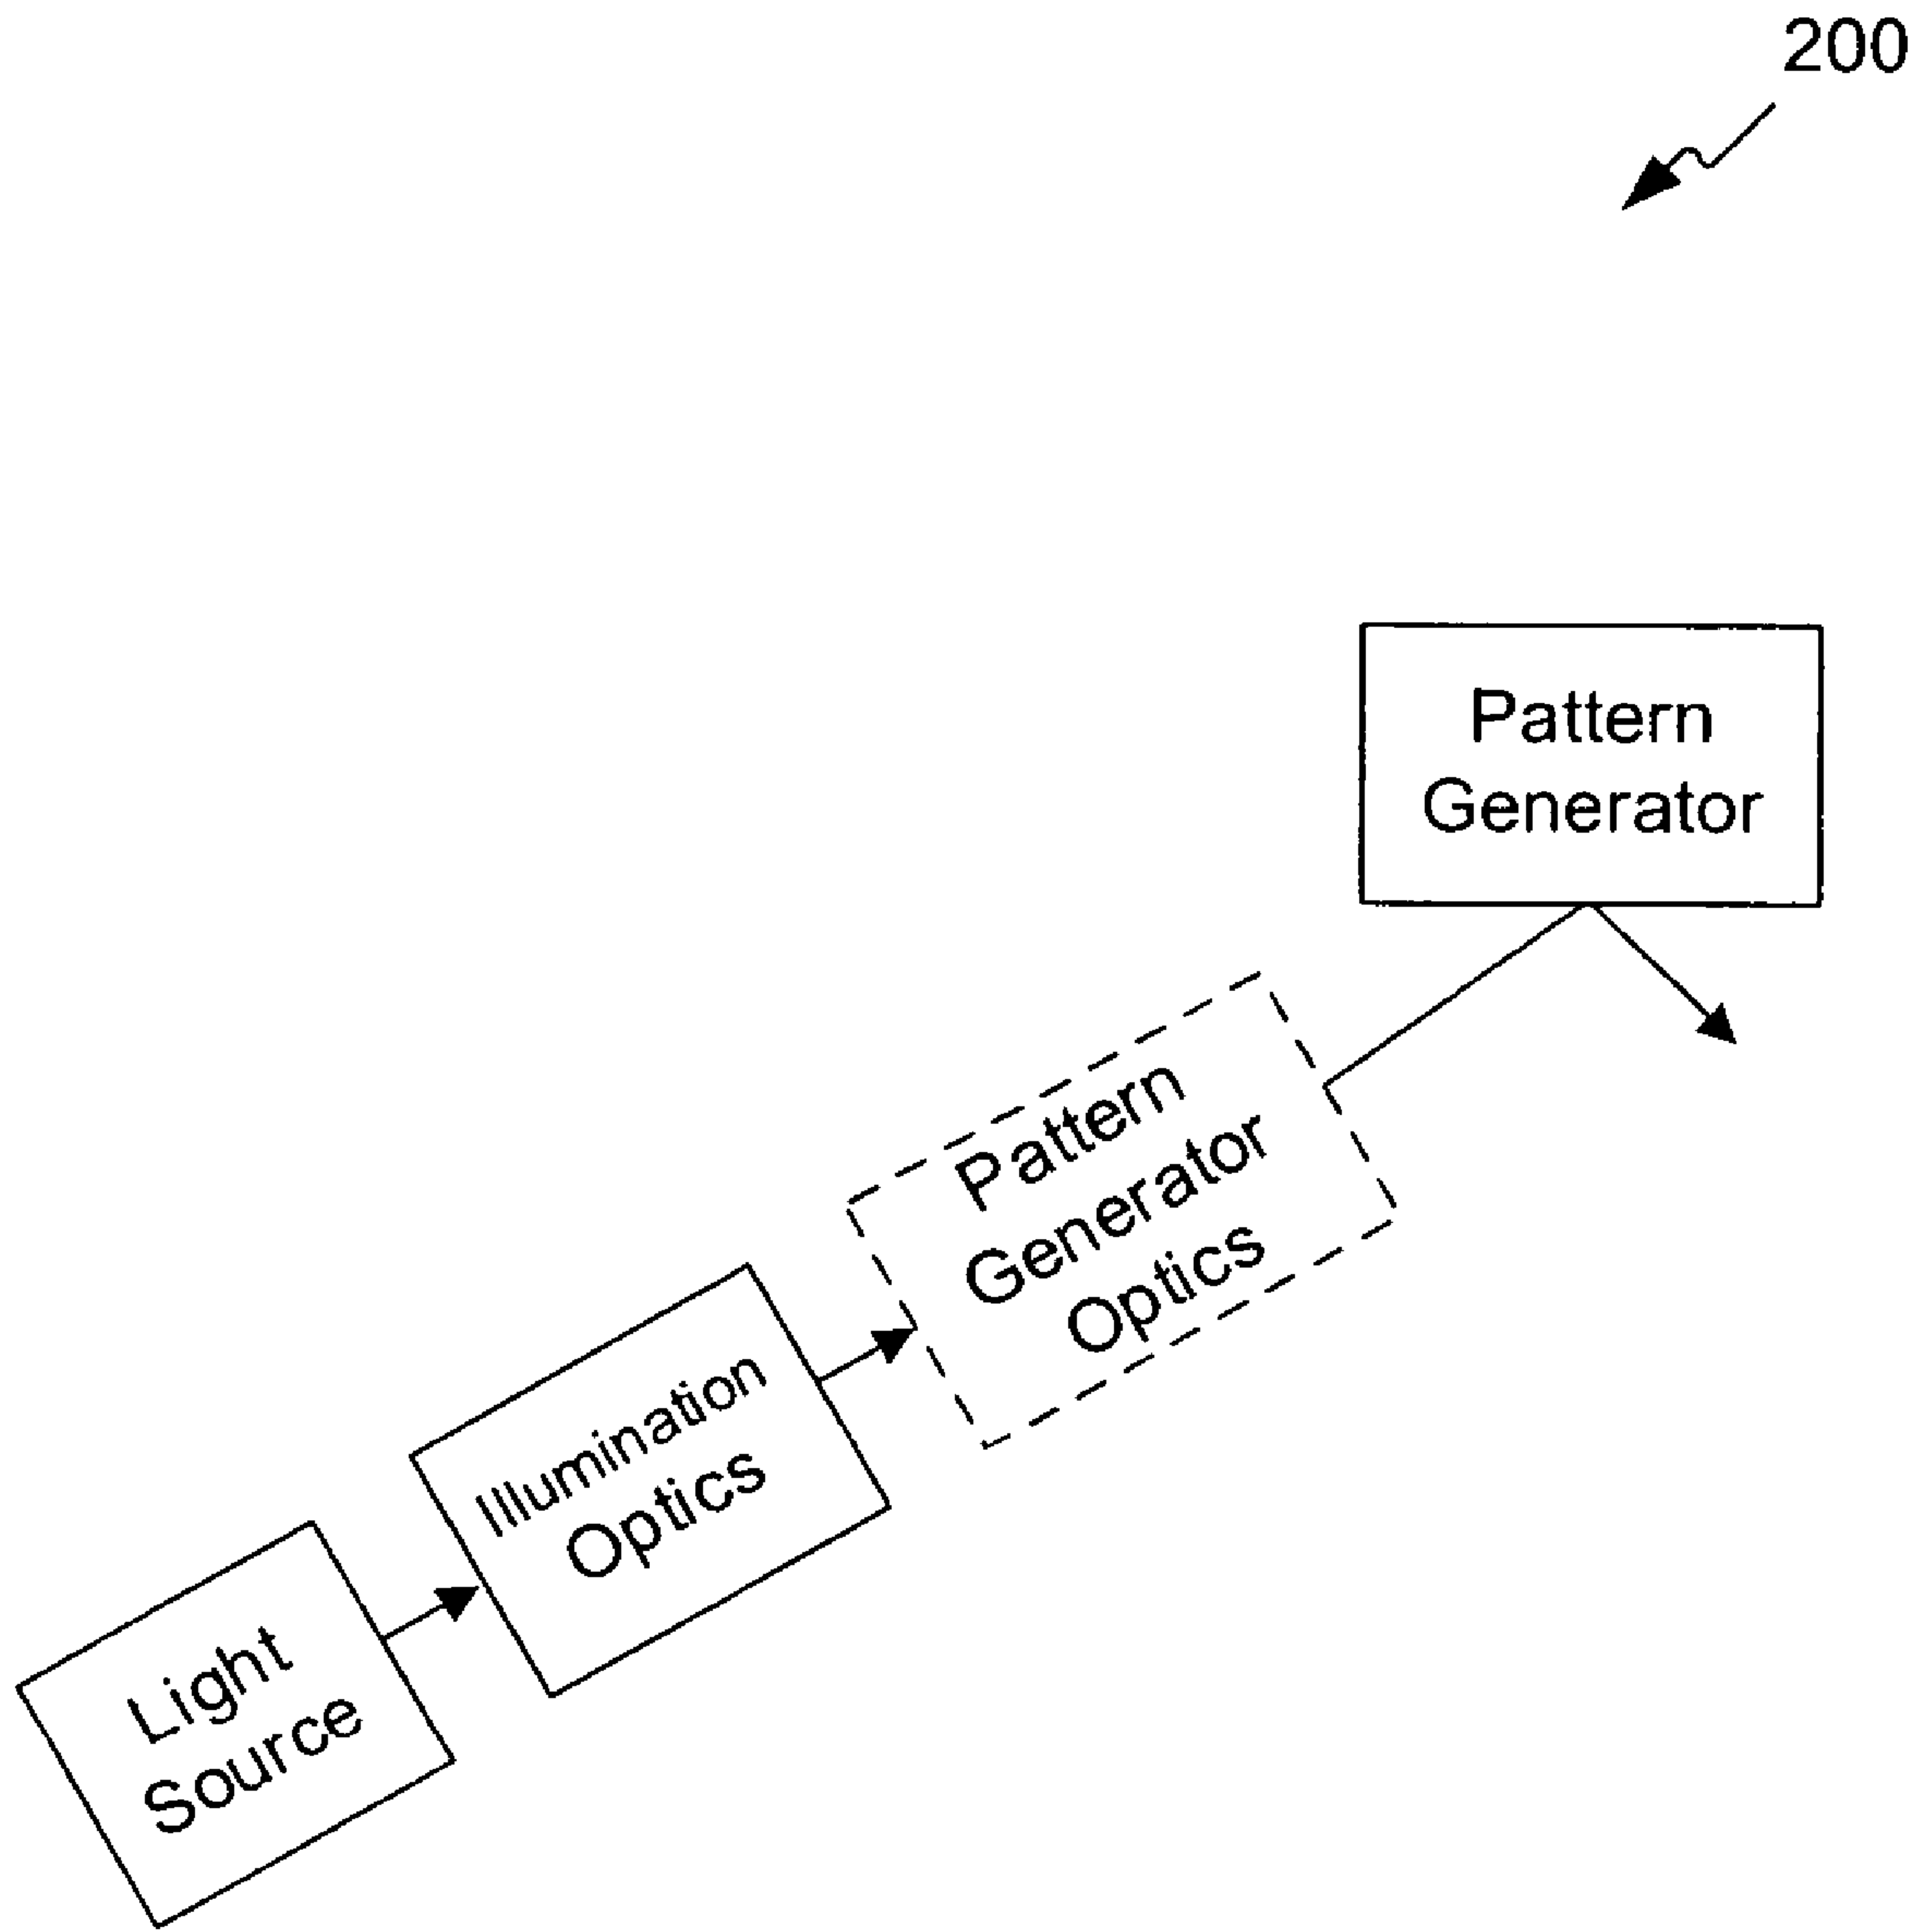 200
Pattern
Generator
Pattern
Generator
Optics
Illumination
Optics
Light
Source